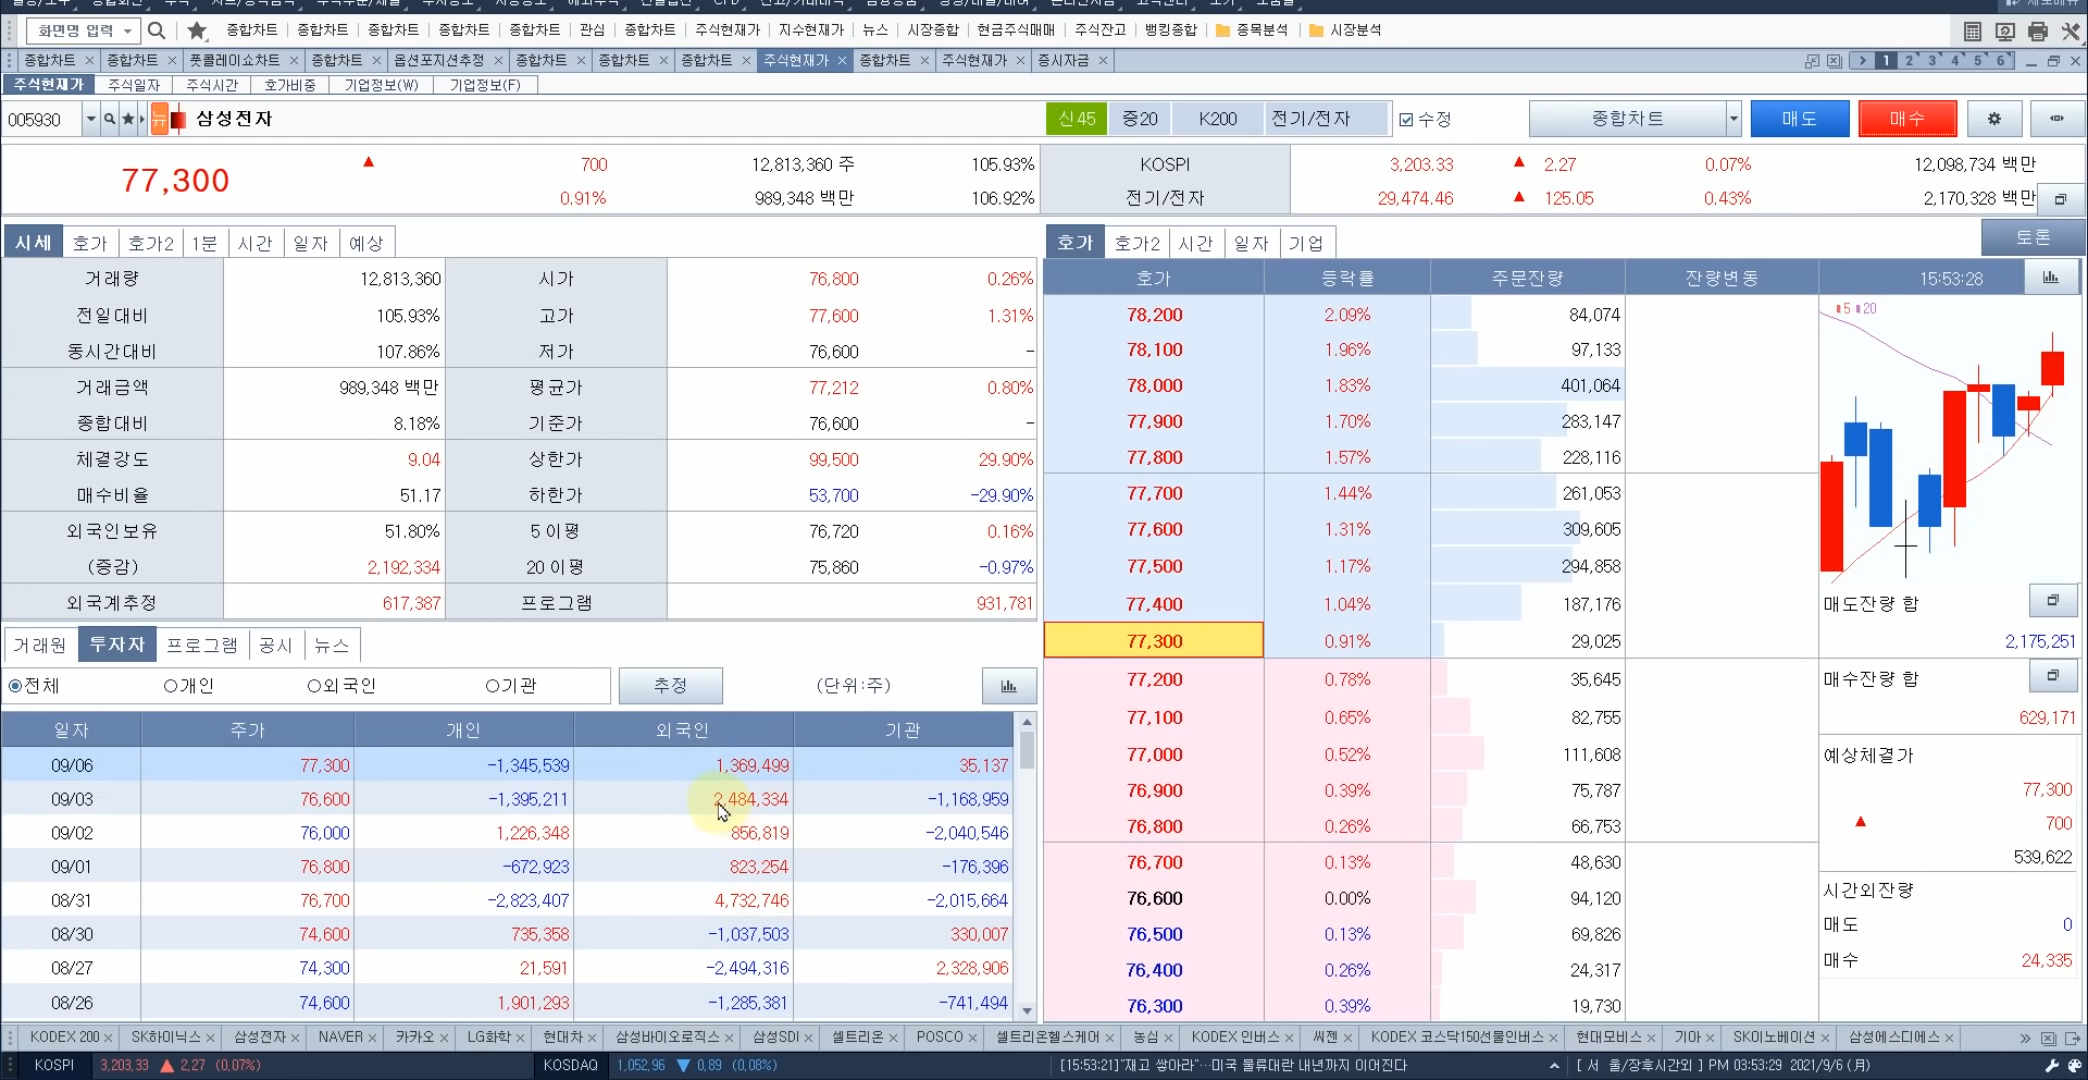 화면명 입력 종합차트 종합차트 종합차트 종합차트 종합차트 관심 종합차트 주식현재가 지수현재가 뉴스 시장종합 현금주식매매 주식잔고 뱅킹종합 종목분석 시장분석
종합차트 종합차트 풋콜레이쇼차트 종합차트 옵션포지션추정 종합차트 종합차트 종합차트 주식현재가 종합차트 주식현재가 증시자금 1 2 3 4 5 6
주식현재가 주식일자 주식시간 호가비중 기업정보(W) 기업정보(F)
005930 뉴 삼성전자 신45 증20 K200 전기/전자 수정 종합차트 매도 매수
77,300 ▲ 700 12,813,360 주 105.93% KOSPI 3,203.33 ▲ 2.27 0.07% 12,098,734 백만
0.91% 989,348 백만 106.92% 전기/전자 29,474.46 ▲ 125.05 0.43% 2,170,328 백만
시세 호가 호가2 1분 시간 일자 예상
거래량 12,813,360 시가 76,800 0.26%
전일대비 105.93% 고가 77,600 1.31%
동시간대비 107.86% 저가 76,600 -
거래금액 989,348 백만 평균가 77,212 0.80%
종합대비 8.18% 기준가 76,600 -
체결강도 9.04 상한가 99,500 29.90%
매수비율 51.17 하한가 53,700 -29.90%
외국인보유 51.80% 5 이평 76,720 0.16%
(증감) 2,192,334 20 이평 75,860 -0.97%
외국계추정 617,387 프로그램 931,781
거래원 투자자 프로그램 공시 뉴스
전체 개인 외국인 기관 추정 (단위:주)
일자 주가 개인 외국인 기관
09/06 77,300 -1,345,539 1,369,499 35,137
09/03 76,600 -1,395,211 2,484,334 -1,168,959
09/02 76,000 1,226,348 856,819 -2,040,546
09/01 76,800 -672,923 823,254 -176,396
08/31 76,700 -2,823,407 4,732,746 -2,015,664
08/30 74,600 735,358 -1,037,503 330,007
08/27 74,300 21,591 -2,494,316 2,328,906
08/26 74,600 1,901,293 -1,285,381 -741,494
호가 호가2 시간 일자 기업 토론
호가 등락률 주문잔량 잔량변동 15:53:28
78,200 2.09% 84,074
78,100 1.96% 97,133
78,000 1.83% 401,064
77,900 1.70% 283,147
77,800 1.57% 228,116
77,700 1.44% 261,053
77,600 1.31% 309,605
77,500 1.17% 294,858
77,400 1.04% 187,176
77,300 0.91% 29,025
77,200 0.78% 35,645
77,100 0.65% 82,755
77,000 0.52% 111,608
76,900 0.39% 75,787
76,800 0.26% 66,753
76,700 0.13% 48,630
76,600 0.00% 94,120
76,500 0.13% 69,826
76,400 0.26% 24,317
76,300 0.39% 19,730
5 20
매도잔량 합
2,175,251
매수잔량 합
629,171
예상체결가
77,300
▲ 700
539,622
시간외잔량
매도 0
매수 24,335
KODEX 200 SK하이닉스 삼성전자 NAVER 카카오 LG화학 현대차 삼성바이오로직스 삼성SDI 셀트리온 POSCO 셀트리온헬스케어 농심 KODEX 인버스 씨젠 KODEX 코스닥150선물인버스 현대모비스 기아 SK이노베이션 삼성에스디에스
KOSPI 3,203,33 ▲ 2,27 (0,07%) KOSDAQ 1,052,96 ▼ 0,89 (0,08%) [15:53:21]"재고 쌓아라"…미국 물류대란 내년까지 이어진다 [ 서 울/장후시간외 ] PM 03:53:29 2021/9/6 (月)